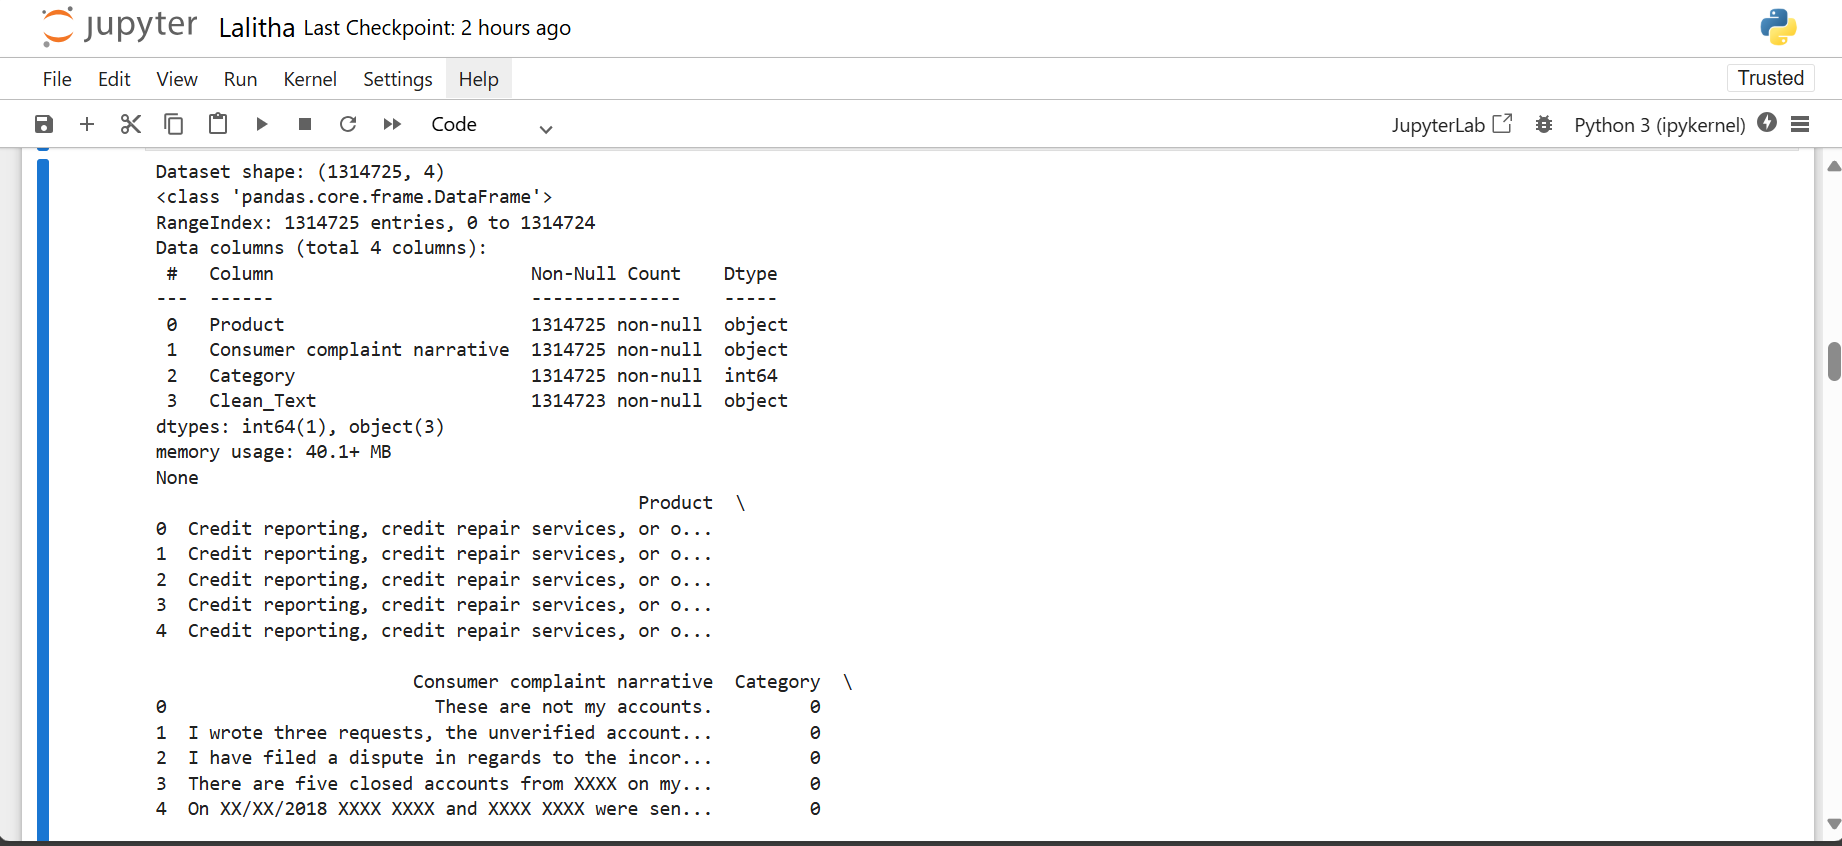 jupyter Lalitha Last Checkpoint: 2 hours ago
File Edit View Run Kernel Settings Help Trusted
Code JupyterLab Python 3 (ipykernel)
Dataset shape: (1314725, 4)
<class 'pandas.core.frame.DataFrame'>
RangeIndex: 1314725 entries, 0 to 1314724
Data columns (total 4 columns):
 #   Column                        Non-Null Count    Dtype
---  ------                        --------------    -----
 0   Product                       1314725 non-null  object
 1   Consumer complaint narrative  1314725 non-null  object
 2   Category                      1314725 non-null  int64
 3   Clean_Text                    1314723 non-null  object
dtypes: int64(1), object(3)
memory usage: 40.1+ MB
None
                                             Product  \
0  Credit reporting, credit repair services, or o...
1  Credit reporting, credit repair services, or o...
2  Credit reporting, credit repair services, or o...
3  Credit reporting, credit repair services, or o...
4  Credit reporting, credit repair services, or o...
                        Consumer complaint narrative  Category  \
0                          These are not my accounts.         0
1  I wrote three requests, the unverified account...         0
2  I have filed a dispute in regards to the incor...         0
3  There are five closed accounts from XXXX on my...         0
4  On XX/XX/2018 XXXX XXXX and XXXX XXXX were sen...         0